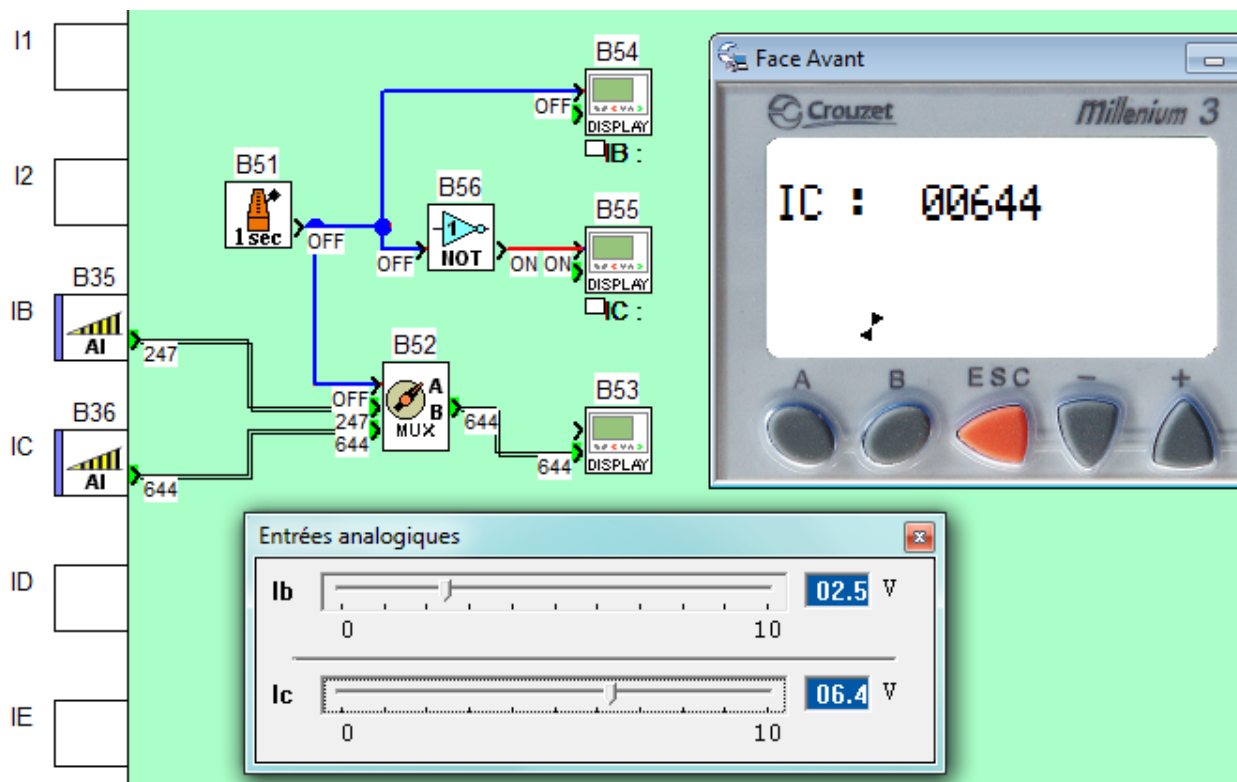 I1
I2
IB
IC
ID
IE
B35
AI
247
B36
AI
644
B51
1 sec
OFF
B56
1
NOT
OFF
ON
ON
B54
OFF
DISPLAY
IB :
B55
DISPLAY
IC :
B52
A
B
MUX
OFF
247
644
644
B53
644
DISPLAY
Face Avant
Crouzet
Millenium 3
IC : 00644
A B ESC − +
Entrées analogiques
Ib 02.5 V
0 10
Ic 06.4 V
0 10